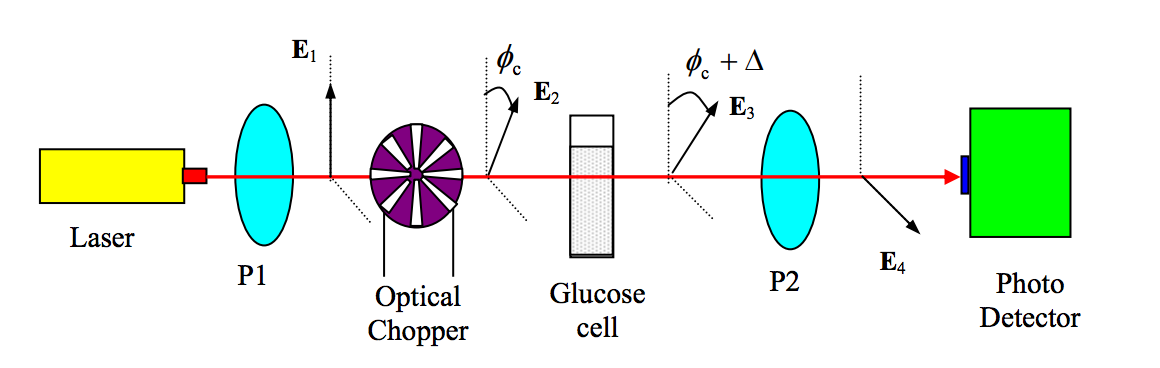 E₁
ϕc
E₂
ϕc + Δ
E₃
Laser
P1
Optical
Chopper
Glucose
cell
P2
E₄
Photo
Detector